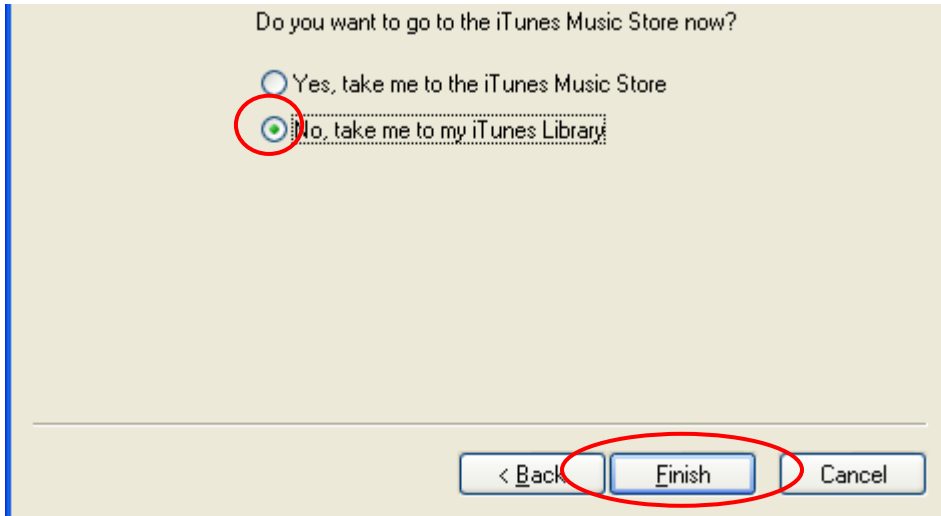 Do you want to go to the iTunes Music Store now?
Yes, take me to the iTunes Music Store
No, take me to my iTunes Library
< Back Finish Cancel